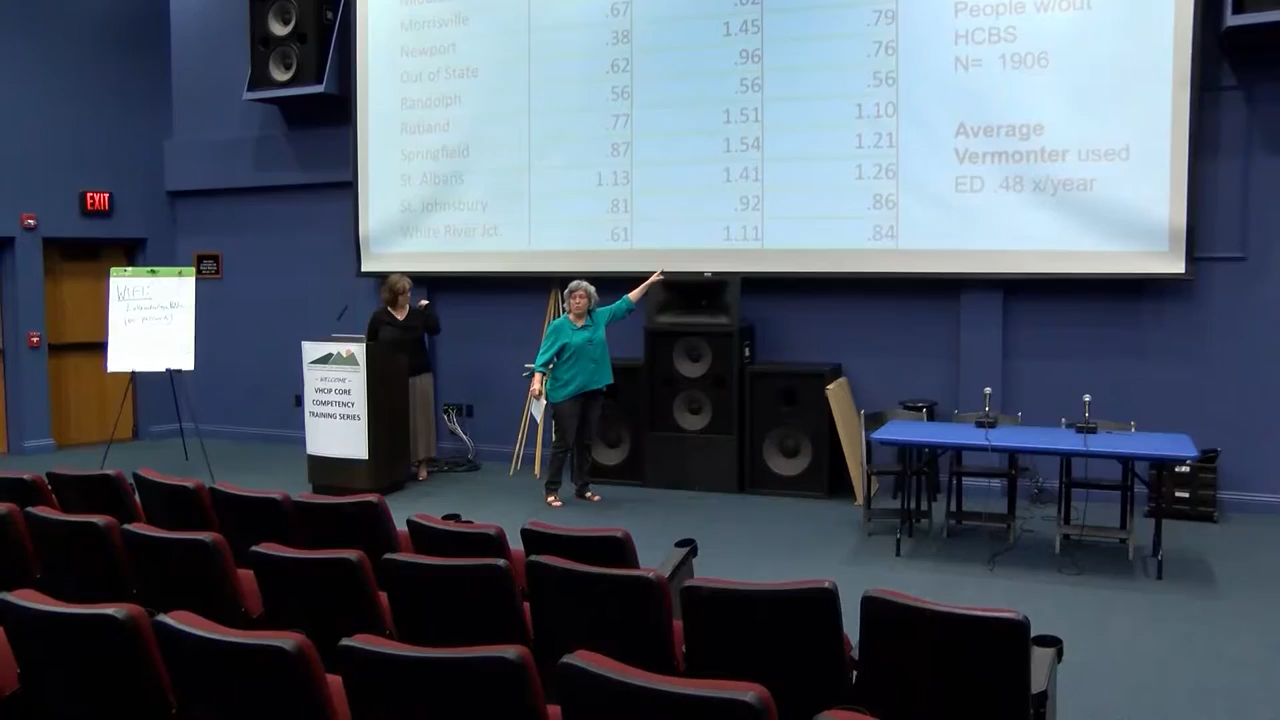 .67 .82
Morrisville .38 1.45 .79
Newport .62 .96 .76
Out of State .56 .56 .56
Randolph .77 1.51 1.10
Rutland .87 1.54 1.21
Springfield 1.13 1.41 1.26
St. Albans .81 .92 .86
St. Johnsbury .61 1.11 .84
White River Jct.
People w/out
HCBS
N= 1906
Average
Vermonter used
ED .48 x/year
EXIT
WIFI:
- WELCOME -
VHCIP CORE
COMPETENCY
TRAINING SERIES